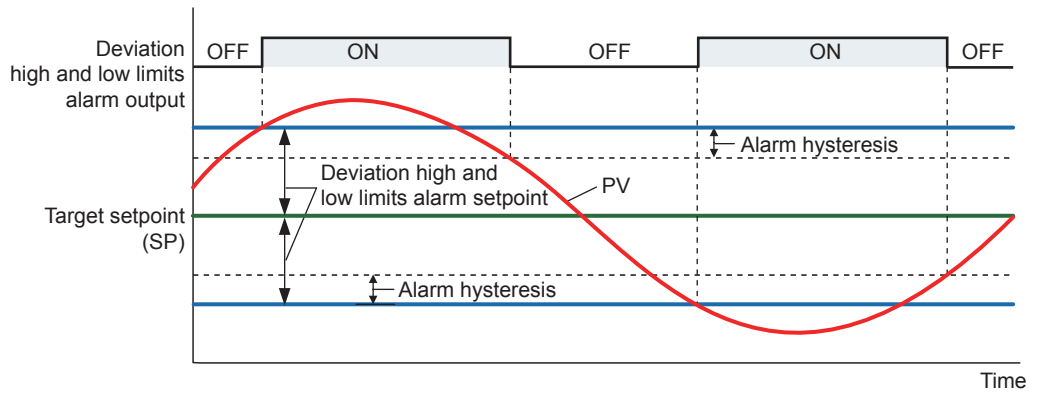 Deviation
high and low limits
alarm output
OFF
ON
OFF
ON
OFF
Alarm hysteresis
Deviation high and
low limits alarm setpoint
PV
Target setpoint
(SP)
Alarm hysteresis
Time